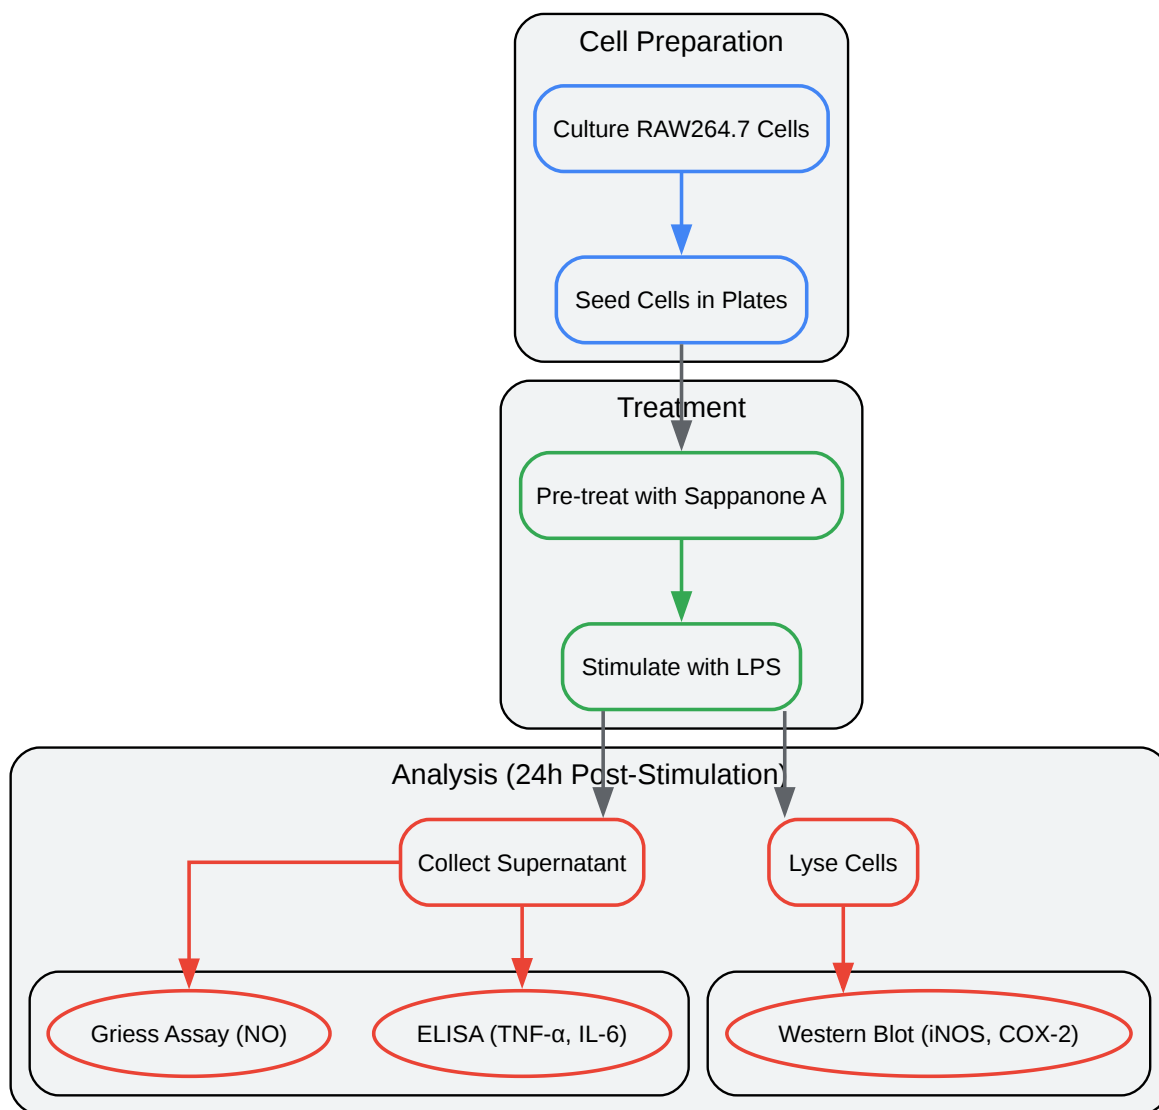 Cell Preparation
Culture RAW264.7 Cells
Seed Cells in Plates
Treatment
Pre-treat with Sappanone A
Stimulate with LPS
Analysis (24h Post-Stimulation)
Collect Supernatant
Lyse Cells
Griess Assay (NO)
ELISA (TNF-α, IL-6)
Western Blot (iNOS, COX-2)